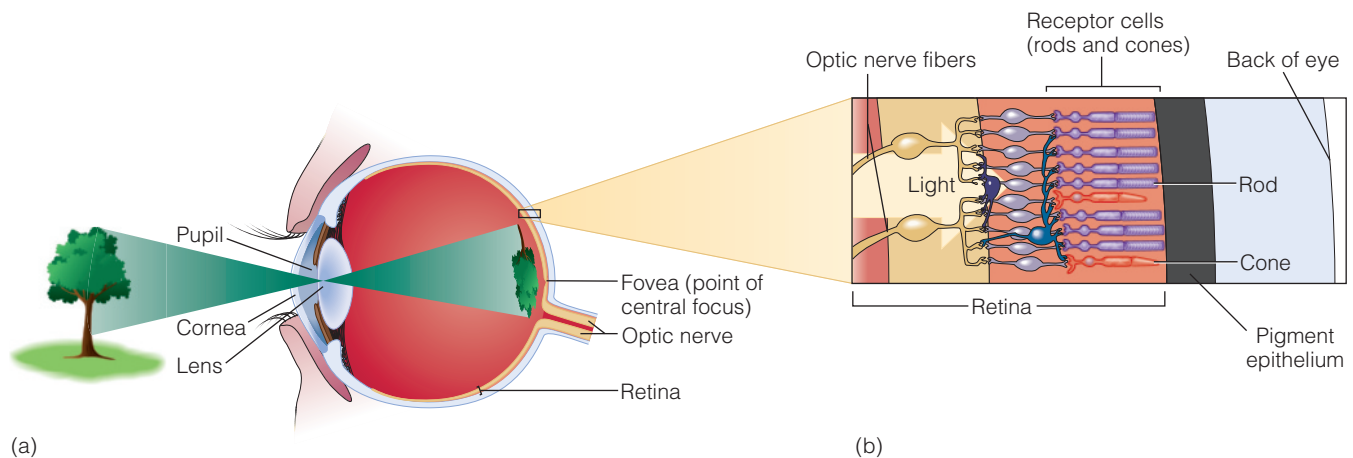 Pupil
Cornea
Lens
Fovea (point of
central focus)
Optic nerve
Retina
(a)
Receptor cells
(rods and cones)
Optic nerve fibers
Back of eye
Light
Rod
Cone
Retina
Pigment
epithelium
(b)